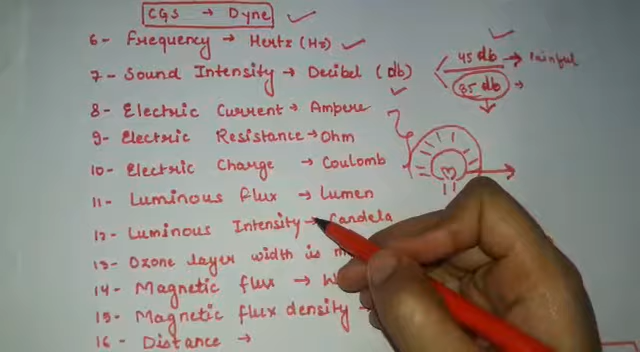 CGS → Dyne
6- Frequency → Hertz (Hz)
7- Sound Intensity → Decibel (db)
45 db → Painful
85 db →
8- Electric Current → Ampere
9- Electric Resistance → Ohm
10- Electric Charge → Coulomb
11- Luminous flux → Lumen
12- Luminous Intensity → Candela
13- Ozone layer width is
14- Magnetic flux →
15- Magnetic flux density →
16- Distance →